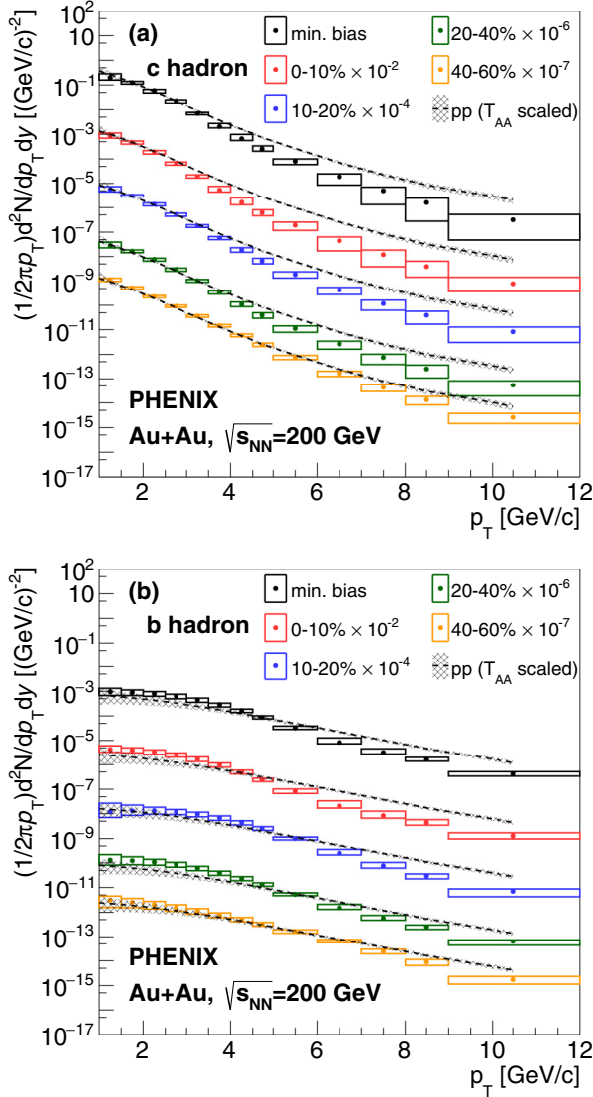 (a)
c hadron
min. bias
0-10% × 10^-2
10-20% × 10^-4
20-40% × 10^-6
40-60% × 10^-7
pp (T_AA scaled)
(1/2πp_T)d^2N/dp_Tdy [(GeV/c)^-2]
10^2
10
10^-1
10^-3
10^-5
10^-7
10^-9
10^-11
10^-13
10^-15
10^-17
PHENIX
Au+Au, √s_NN=200 GeV
2 4 6 8 10 12
p_T [GeV/c]
(b)
b hadron
min. bias
0-10% × 10^-2
10-20% × 10^-4
20-40% × 10^-6
40-60% × 10^-7
pp (T_AA scaled)
(1/2πp_T)d^2N/dp_Tdy [(GeV/c)^-2]
10^2
10
10^-1
10^-3
10^-5
10^-7
10^-9
10^-11
10^-13
10^-15
10^-17
PHENIX
Au+Au, √s_NN=200 GeV
2 4 6 8 10 12
p_T [GeV/c]